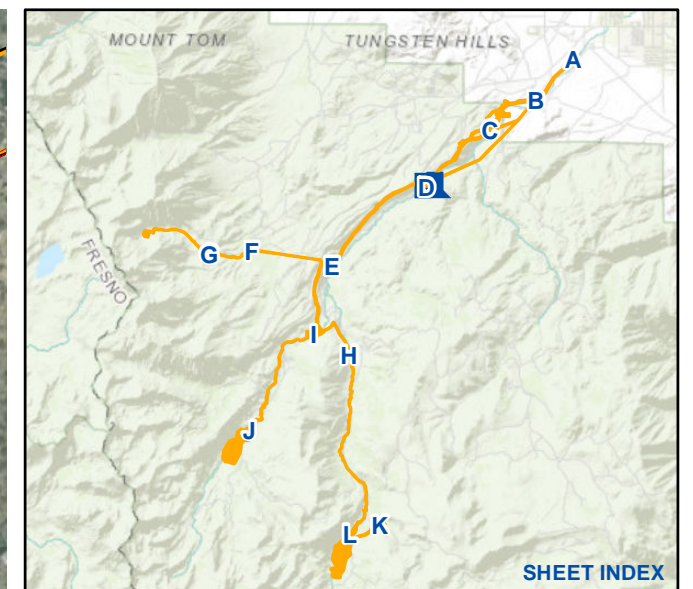 MOUNT TOM
TUNGSTEN HILLS
A
B
C
D
E
F
G
FRESNO
I
H
J
K
L
SHEET INDEX